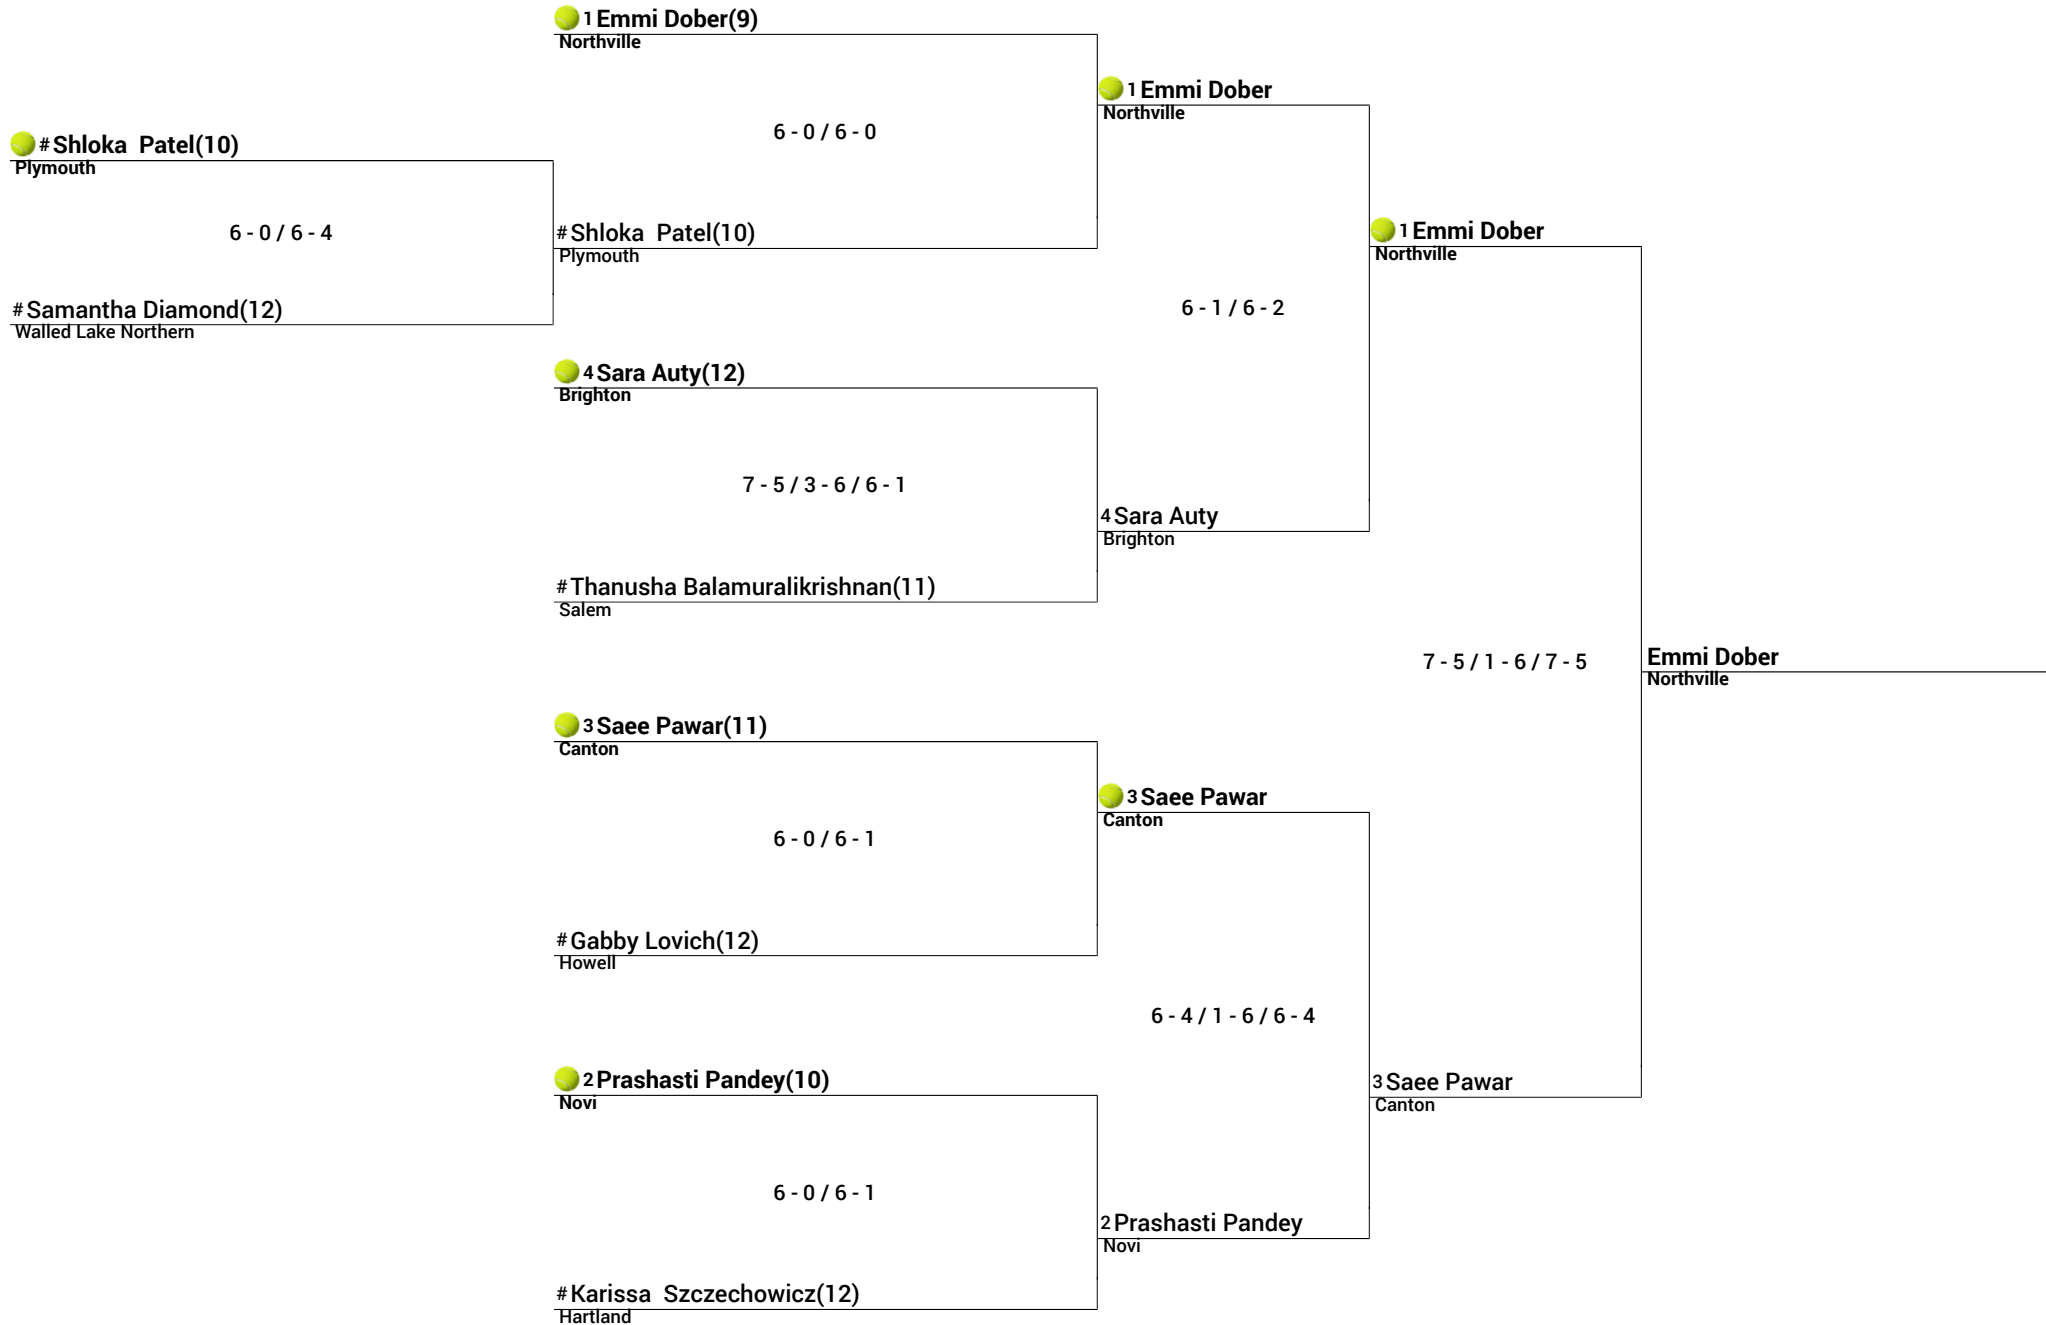 1 Emmi Dober(9)
Northville
6 - 0 / 6 - 0
# Shloka  Patel(10)
Plymouth
6 - 0 / 6 - 4
# Samantha Diamond(12)
Walled Lake Northern
# Shloka  Patel(10)
Plymouth
1 Emmi Dober
Northville
6 - 1 / 6 - 2
4 Sara Auty(12)
Brighton
7 - 5 / 3 - 6 / 6 - 1
# Thanusha Balamuralikrishnan(11)
Salem
4 Sara Auty
Brighton
1 Emmi Dober
Northville
7 - 5 / 1 - 6 / 7 - 5
Emmi Dober
Northville
3 Saee Pawar(11)
Canton
6 - 0 / 6 - 1
# Gabby Lovich(12)
Howell
3 Saee Pawar
Canton
6 - 4 / 1 - 6 / 6 - 4
3 Saee Pawar
Canton
2 Prashasti Pandey(10)
Novi
6 - 0 / 6 - 1
# Karissa  Szczechowicz(12)
Hartland
2 Prashasti Pandey
Novi